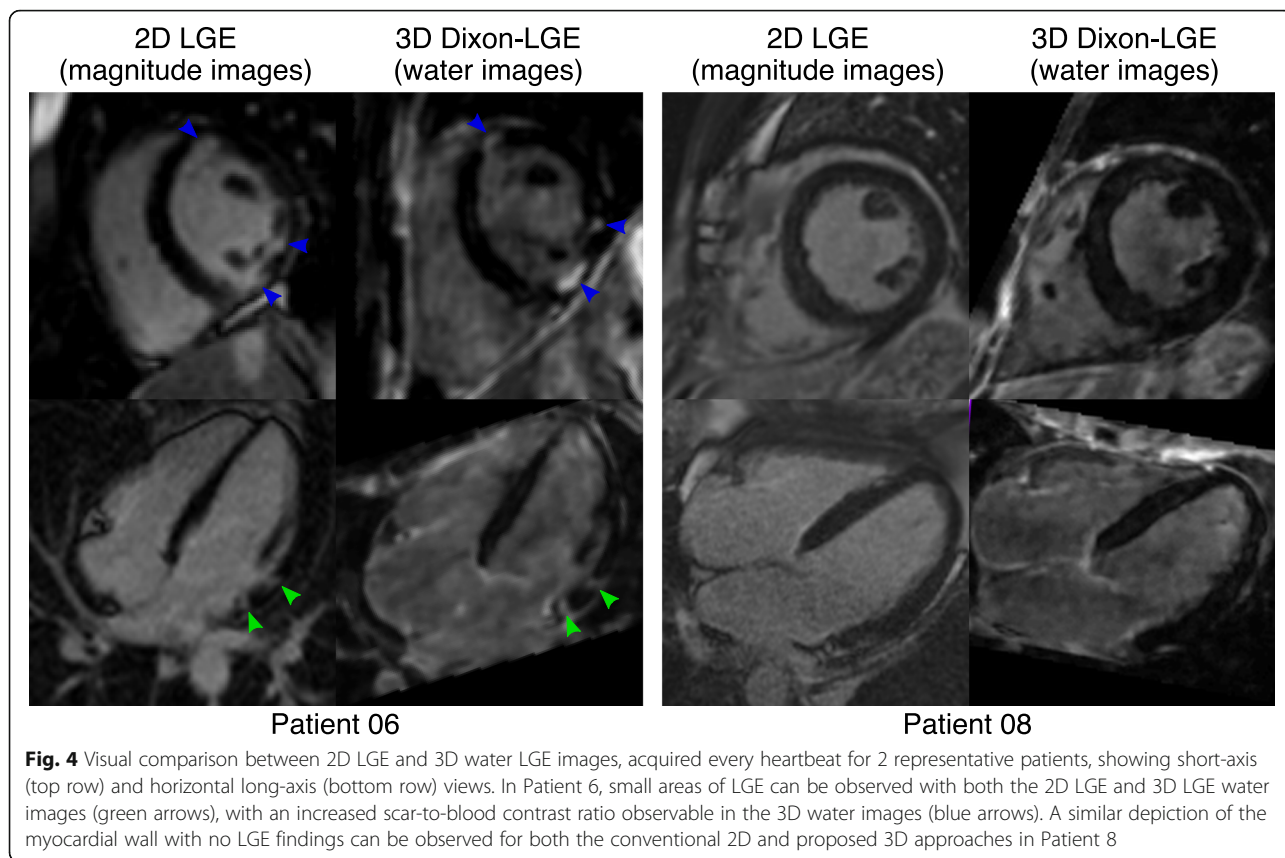 2D LGE
(magnitude images)
3D Dixon-LGE
(water images)
2D LGE
(magnitude images)
3D Dixon-LGE
(water images)
Patient 06
Patient 08
Fig. 4 Visual comparison between 2D LGE and 3D water LGE images, acquired every heartbeat for 2 representative patients, showing short-axis
(top row) and horizontal long-axis (bottom row) views. In Patient 6, small areas of LGE can be observed with both the 2D LGE and 3D LGE water
images (green arrows), with an increased scar-to-blood contrast ratio observable in the 3D water images (blue arrows). A similar depiction of the
myocardial wall with no LGE findings can be observed for both the conventional 2D and proposed 3D approaches in Patient 8